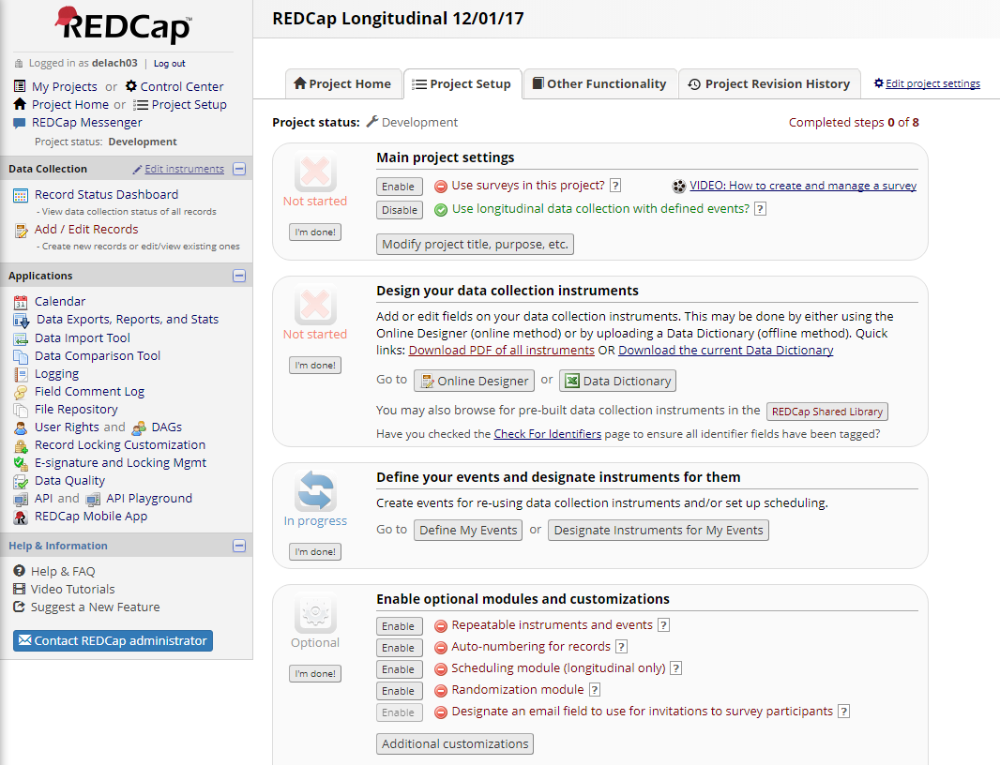 REDCap™
Logged in as delach03 | Log out
My Projects or Control Center
Project Home or Project Setup
REDCap Messenger
Project status: Development
Data Collection Edit instruments
Record Status Dashboard
- View data collection status of all records
Add / Edit Records
- Create new records or edit/view existing ones
Applications
Calendar
Data Exports, Reports, and Stats
Data Import Tool
Data Comparison Tool
Logging
Field Comment Log
File Repository
User Rights and DAGs
Record Locking Customization
E-signature and Locking Mgmt
Data Quality
API and API Playground
REDCap Mobile App
Help & Information
Help & FAQ
Video Tutorials
Suggest a New Feature
Contact REDCap administrator
REDCap Longitudinal 12/01/17
Project Home Project Setup Other Functionality Project Revision History Edit project settings
Project status: Development Completed steps 0 of 8
Not started
I'm done!
Main project settings
Enable Use surveys in this project? ? VIDEO: How to create and manage a survey
Disable Use longitudinal data collection with defined events? ?
Modify project title, purpose, etc.
Not started
I'm done!
Design your data collection instruments
Add or edit fields on your data collection instruments. This may be done by either using the
Online Designer (online method) or by uploading a Data Dictionary (offline method). Quick
links: Download PDF of all instruments OR Download the current Data Dictionary
Go to Online Designer or Data Dictionary
You may also browse for pre-built data collection instruments in the REDCap Shared Library
Have you checked the Check For Identifiers page to ensure all identifier fields have been tagged?
In progress
I'm done!
Define your events and designate instruments for them
Create events for re-using data collection instruments and/or set up scheduling.
Go to Define My Events or Designate Instruments for My Events
Optional
I'm done!
Enable optional modules and customizations
Enable Repeatable instruments and events ?
Enable Auto-numbering for records ?
Enable Scheduling module (longitudinal only) ?
Enable Randomization module ?
Enable Designate an email field to use for invitations to survey participants ?
Additional customizations